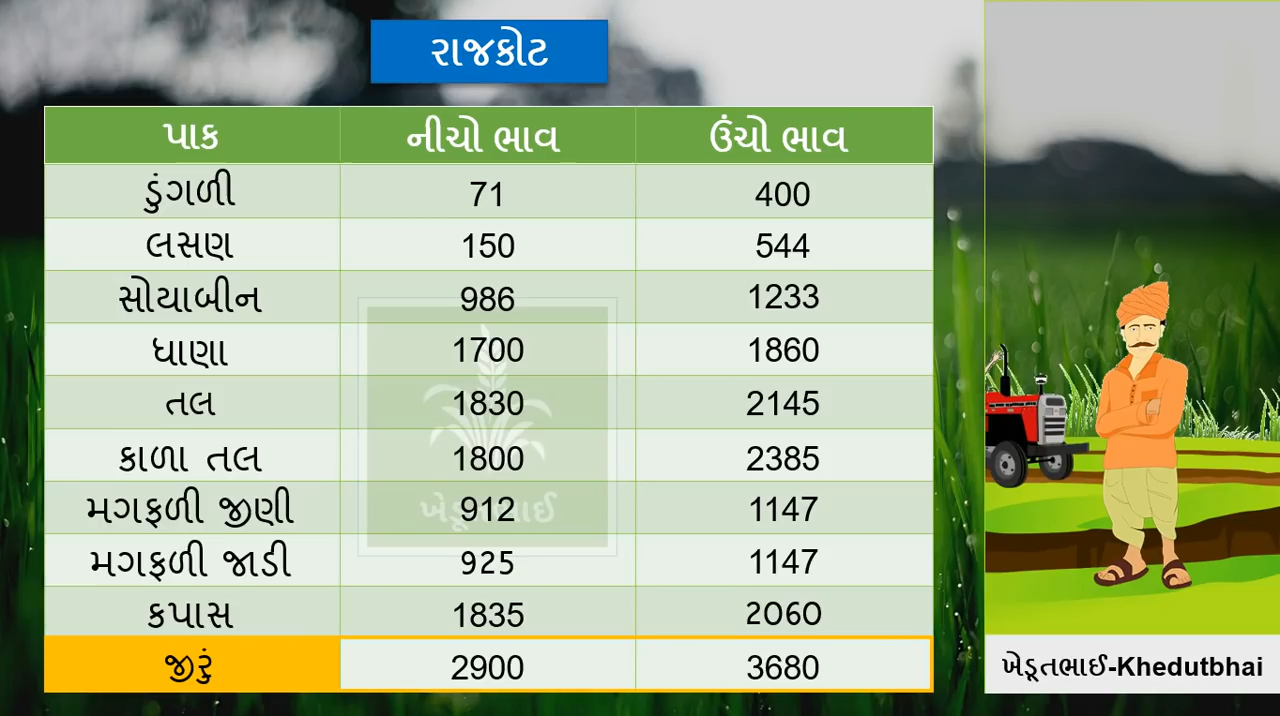 રાજકોટ
પાક નીચો ભાવ ઉંચો ભાવ
ડુંગળી 71 400
લસણ 150 544
સોયાબીન 986 1233
ધાણા 1700 1860
તલ 1830 2145
કાળા તલ 1800 2385
મગફળી જીણી 912 1147
મગફળી જાડી 925 1147
કપાસ 1835 2060
જીરું 2900 3680
ખેડૂતભાઈ
ખેડૂતભાઈ-Khedutbhai